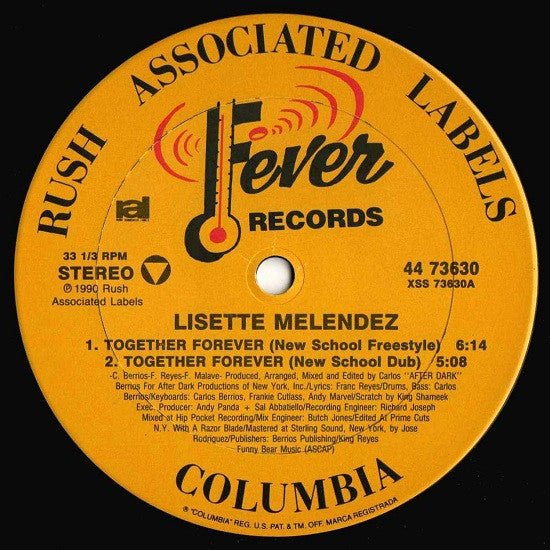 RUSH ASSOCIATED LABELS
Fever
RECORDS
ral
33 1/3 RPM
STEREO
℗ 1990 Rush
Associated Labels
44 73630
XSS 73630A
LISETTE MELENDEZ
1. TOGETHER FOREVER (New School Freestyle) 6:14
2. TOGETHER FOREVER (New School Dub) 5:08
-C. Berrios-F. Reyes-F. Malave- Produced, Arranged, Mixed and Edited by Carlos "AFTER DARK"
Berrios For After Dark Productions of New York, Inc./Lyrics: Franc Reyes/Drums, Bass: Carlos
Berrios/Keyboards: Carlos Berrios, Frankie Cutlass, Andy Marvel/Scratch by King Shameek
Exec. Producer: Andy Panda + Sal Abbatiello/Recording Engineer: Richard Joseph
Mixed at Hip Pocket Recording/Mix Engineer: Butch Jones/Edited At Prime Cuts
N.Y. With A Razor Blade/Mastered at Sterling Sound, New York, by Jose
Rodriguez/Publishers: Berrios Publishing/King Reyes
Funny Bear Music (ASCAP)
COLUMBIA
® "COLUMBIA" REG. U.S. PAT. & TM. OFF. MARCA REGISTRADA